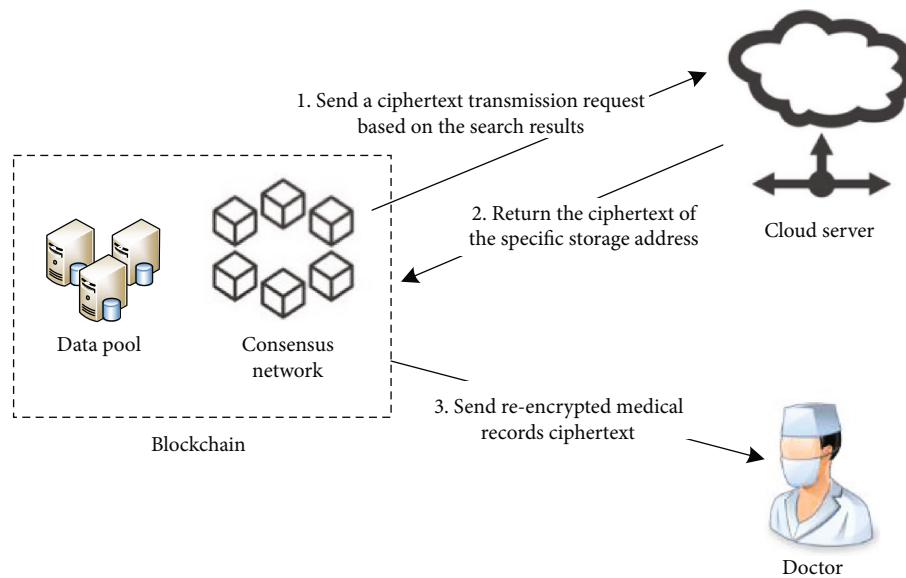 1. Send a ciphertext transmission request
based on the search results
2. Return the ciphertext of
the specific storage address
Cloud server
Data pool
Consensus
network
3. Send re-encrypted medical
records ciphertext
Blockchain
Doctor